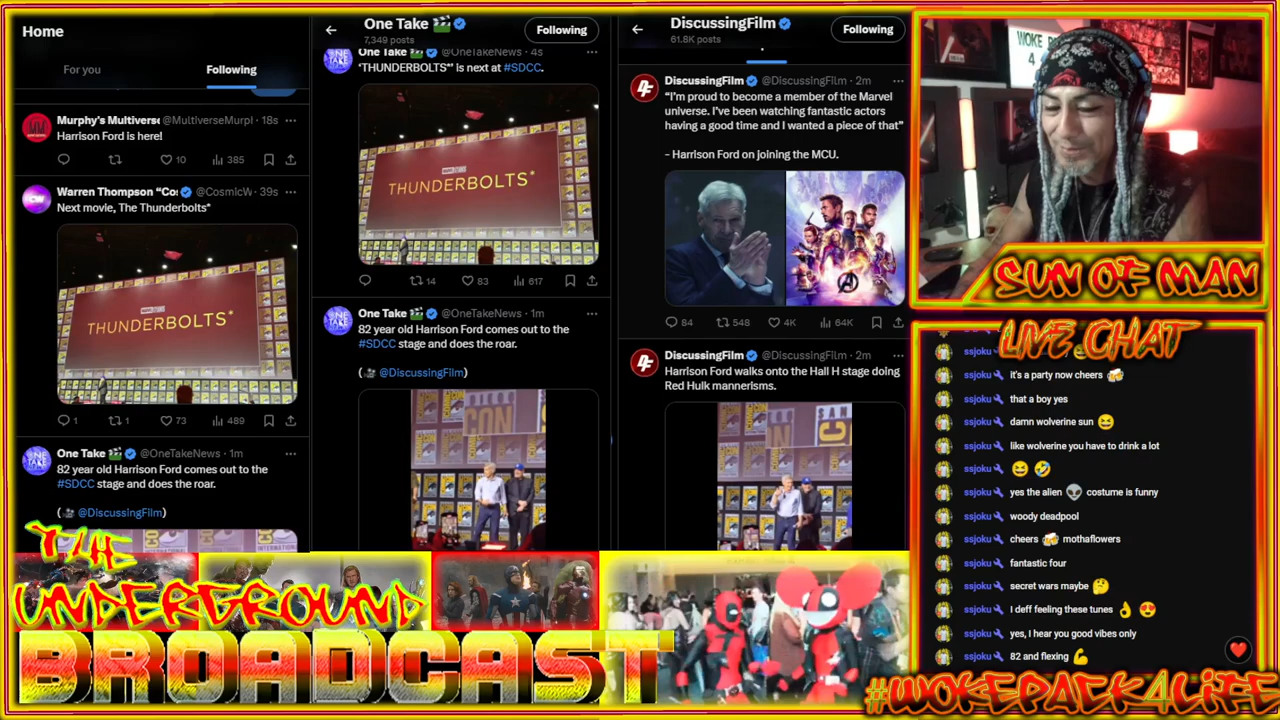 Home
For you
Following
Murphy's Multivers
@MultiverseMurpl · 18s
Harrison Ford is here!
10
385
Warren Thompson “Co
@CosmicW · 39s
Next movie, The Thunderbolts*
THUNDERBOLTS*
1
1
73
489
One Take
@OneTakeNews · 1m
82 year old Harrison Ford comes out to the
#SDCC stage and does the roar.
( @DiscussingFilm)
One Take
7,349 posts
Following
One Take
@OneTakeNews · 4s
'THUNDERBOLTS*' is next at #SDCC.
THUNDERBOLTS*
14
83
617
One Take
@OneTakeNews · 1m
82 year old Harrison Ford comes out to the
#SDCC stage and does the roar.
( @DiscussingFilm)
CON
DiscussingFilm
61.8K posts
Following
DiscussingFilm
@DiscussingFilm · 2m
“I'm proud to become a member of the Marvel
universe. I've been watching fantastic actors
having a good time and I wanted a piece of that”
– Harrison Ford on joining the MCU.
84
548
4K
64K
DiscussingFilm
@DiscussingFilm · 2m
Harrison Ford walks onto the Hall H stage doing
Red Hulk mannerisms.
WOKE
4
SUN OF MAN
LIVE CHAT
ssjoku
ssjoku it's a party now cheers 🍻
ssjoku that a boy yes
ssjoku damn wolverine sun 😆
ssjoku like wolverine you have to drink a lot
ssjoku 😆 🤣
ssjoku yes the alien 👽 costume is funny
ssjoku woody deadpool
ssjoku cheers 🍻 mothaflowers
ssjoku fantastic four
ssjoku secret wars maybe 🤔
ssjoku I deff feeling these tunes 👌 😍
ssjoku yes, I hear you good vibes only
ssjoku 82 and flexing 💪
THE
UNDERGROUND
BROADCAST
#WOKEPACK4LIFE